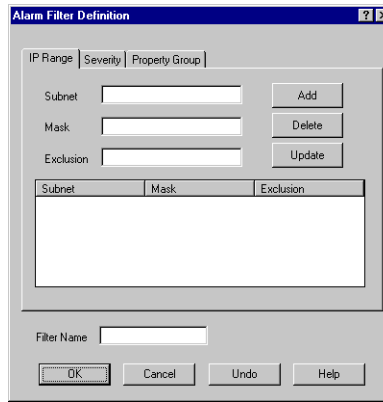 Alarm Filter Definition
IP Range Severity Property Group
Subnet Add
Mask Delete
Exclusion Update
Subnet Mask Exclusion
Filter Name
OK Cancel Undo Help